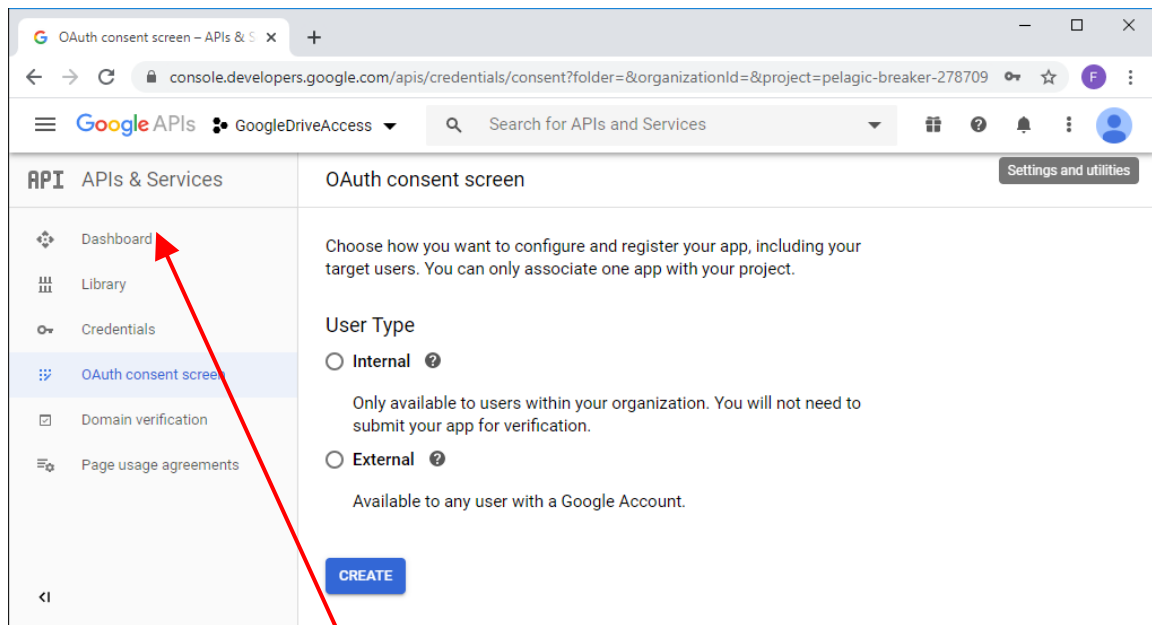 OAuth consent screen – APIs & S
console.developers.google.com/apis/credentials/consent?folder=&organizationId=&project=pelagic-breaker-278709
F
Google APIs GoogleDriveAccess Search for APIs and Services
Settings and utilities
API APIs & Services
Dashboard
Library
Credentials
OAuth consent screen
Domain verification
Page usage agreements
OAuth consent screen
Choose how you want to configure and register your app, including your
target users. You can only associate one app with your project.
User Type
Internal
Only available to users within your organization. You will not need to
submit your app for verification.
External
Available to any user with a Google Account.
CREATE